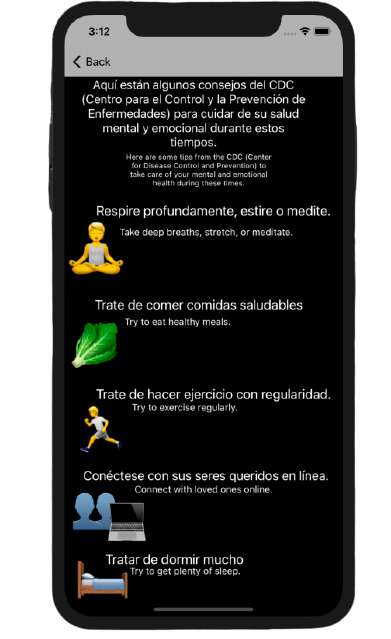 3:12
Back
Aquí están algunos consejos del CDC
(Centro para el Control y la Prevención de
Enfermedades) para cuidar de su salud
mental y emocional durante estos
tiempos.
Here are some tips from the CDC (Center
for Disease Control and Prevention) to
take care of your mental and emotional
health during these times.
Respire profundamente, estire o medite.
Take deep breaths, stretch, or meditate.
Trate de comer comidas saludables
Try to eat healthy meals.
Trate de hacer ejercicio con regularidad.
Try to exercise regularly.
Conéctese con sus seres queridos en línea.
Connect with loved ones online.
Tratar de dormir mucho
Try to get plenty of sleep.